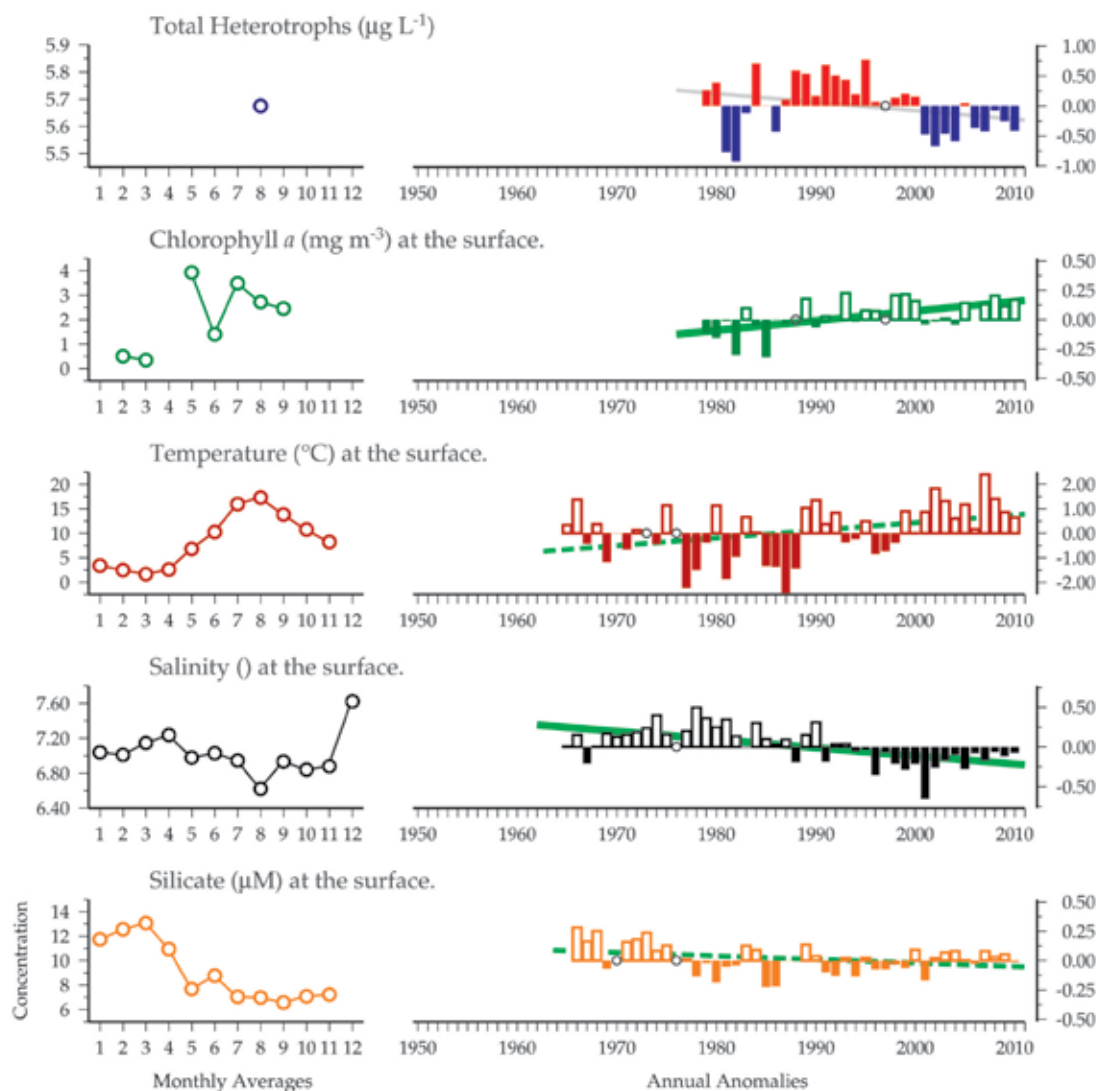 Total Heterotrophs (µg L-1)
5.9
5.8
5.7
5.6
5.5
1.00
0.50
0.00
-0.50
-1.00
1 2 3 4 5 6 7 8 9 10 11 12
1950 1960 1970 1980 1990 2000 2010
Chlorophyll a (mg m-3) at the surface.
4
3
2
1
0
0.50
0.25
0.00
-0.25
-0.50
1 2 3 4 5 6 7 8 9 10 11 12
1950 1960 1970 1980 1990 2000 2010
Temperature (°C) at the surface.
20
15
10
5
0
2.00
1.00
0.00
-1.00
-2.00
1 2 3 4 5 6 7 8 9 10 11 12
1950 1960 1970 1980 1990 2000 2010
Salinity () at the surface.
7.60
7.20
6.80
6.40
0.50
0.00
-0.50
1 2 3 4 5 6 7 8 9 10 11 12
1950 1960 1970 1980 1990 2000 2010
Silicate (µM) at the surface.
Concentration
14
12
10
8
6
0.50
0.25
0.00
-0.25
-0.50
1 2 3 4 5 6 7 8 9 10 11 12
1950 1960 1970 1980 1990 2000 2010
Monthly Averages
Annual Anomalies